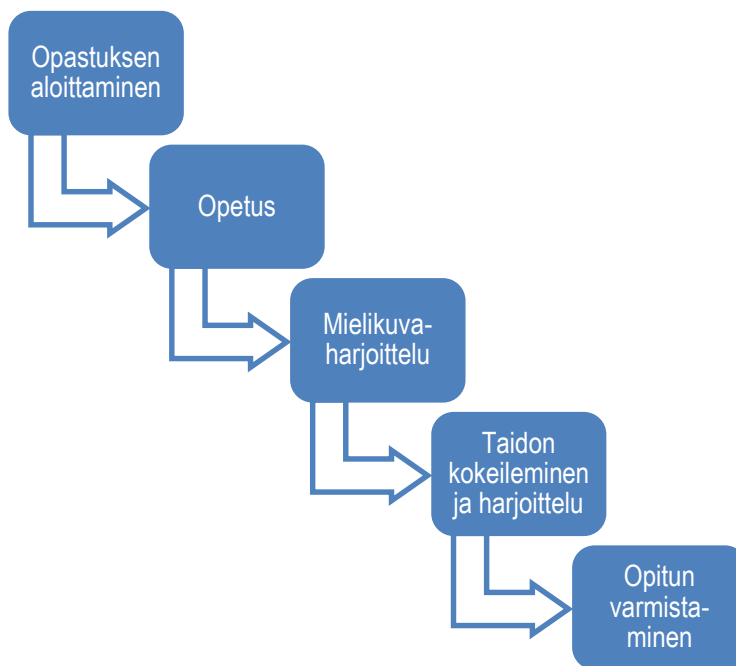 Opastuksen
aloittaminen
Opetus
Mielikuva-
harjoittelu
Taidon
kokeileminen
ja harjoittelu
Opitun
varmista-
minen